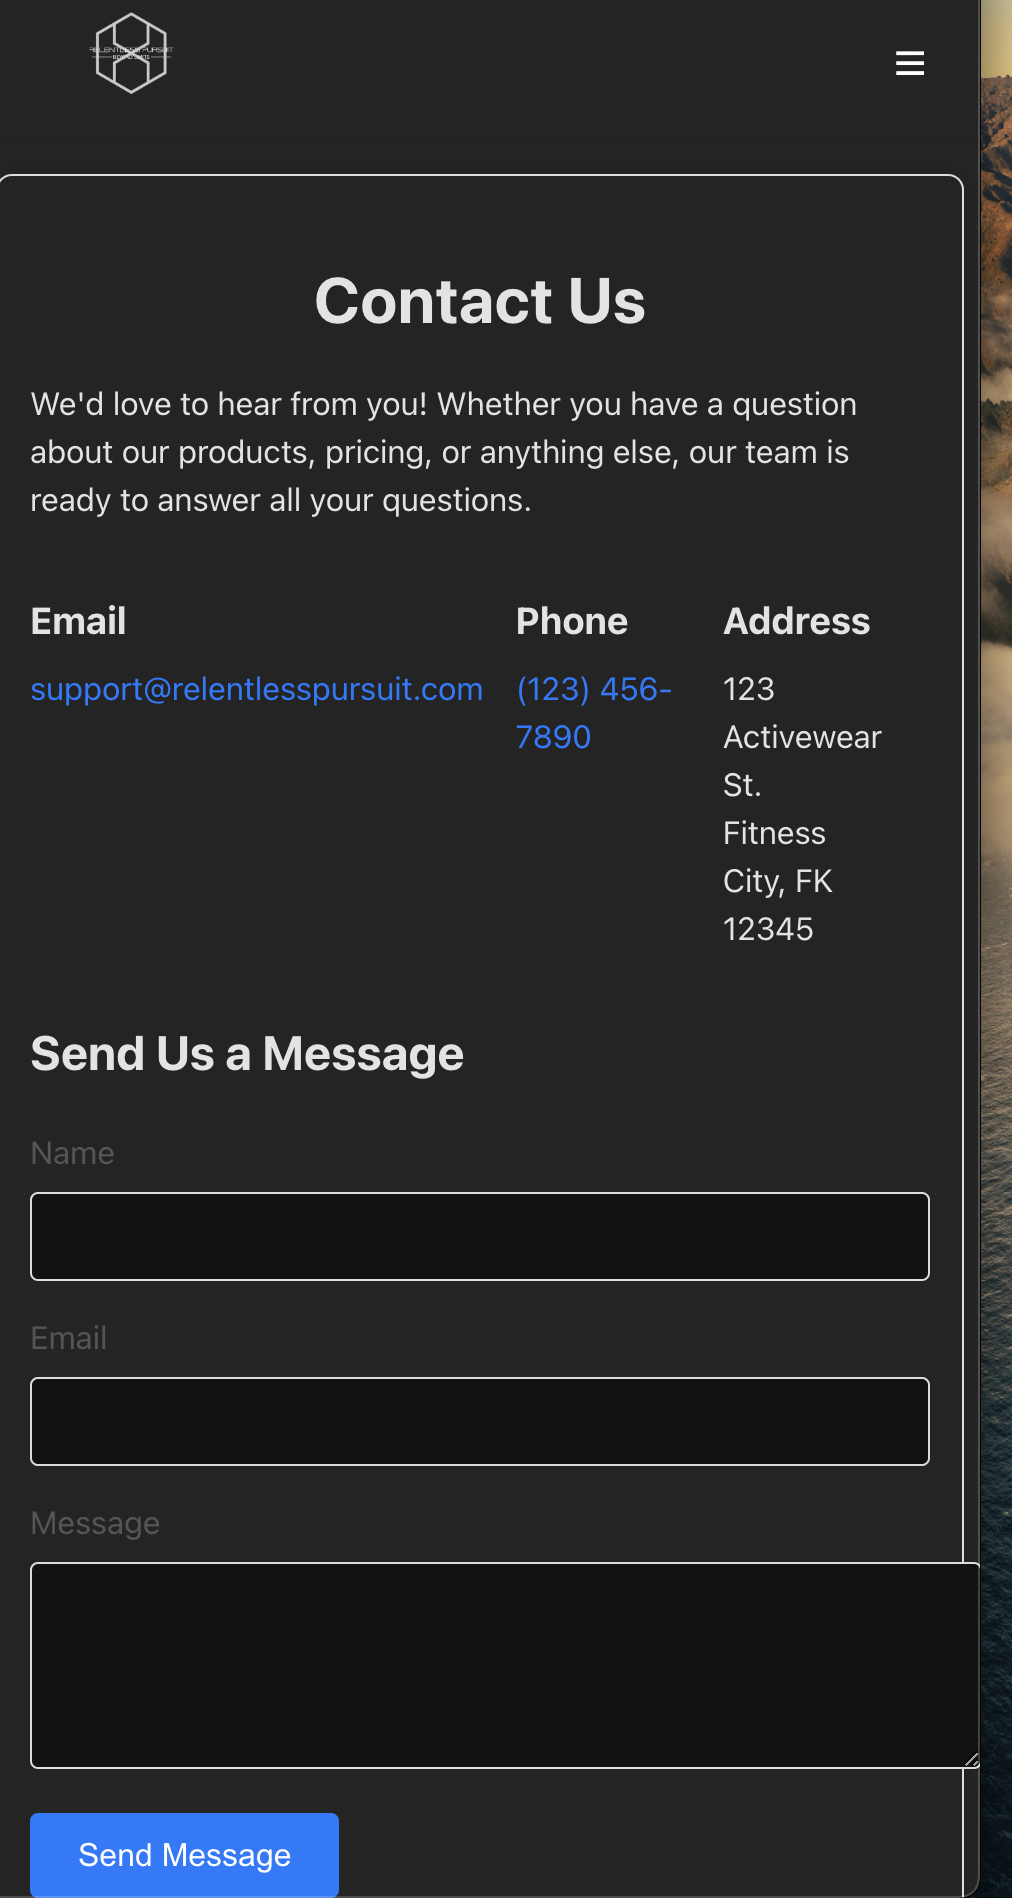 RELENTLESS PURSUIT
Contact Us
We'd love to hear from you! Whether you have a question
about our products, pricing, or anything else, our team is
ready to answer all your questions.
Email
support@relentlesspursuit.com
Phone
(123) 456-
7890
Address
123
Activewear
St.
Fitness
City, FK
12345
Send Us a Message
Name
Email
Message
Send Message